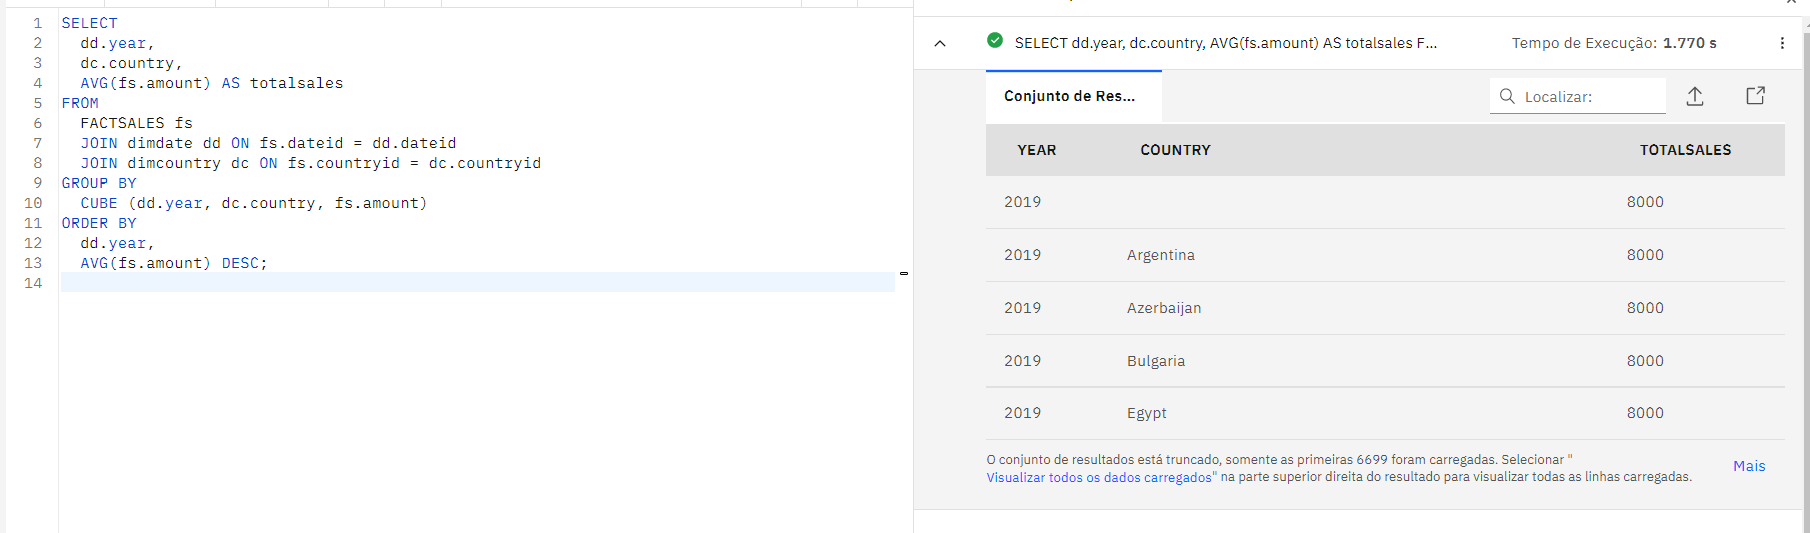 1 SELECT
2 dd.year,
3 dc.country,
4 AVG(fs.amount) AS totalsales
5 FROM
6 FACTSALES fs
7 JOIN dimdate dd ON fs.dateid = dd.dateid
8 JOIN dimcountry dc ON fs.countryid = dc.countryid
9 GROUP BY
10 CUBE (dd.year, dc.country, fs.amount)
11 ORDER BY
12 dd.year,
13 AVG(fs.amount) DESC;
14
SELECT dd.year, dc.country, AVG(fs.amount) AS totalsales F... Tempo de Execução: 1.770 s
Conjunto de Res... Localizar:
YEAR COUNTRY TOTALSALES
2019 8000
2019 Argentina 8000
2019 Azerbaijan 8000
2019 Bulgaria 8000
2019 Egypt 8000
O conjunto de resultados está truncado, somente as primeiras 6699 foram carregadas. Selecionar "
Visualizar todos os dados carregados" na parte superior direita do resultado para visualizar todas as linhas carregadas.
Mais